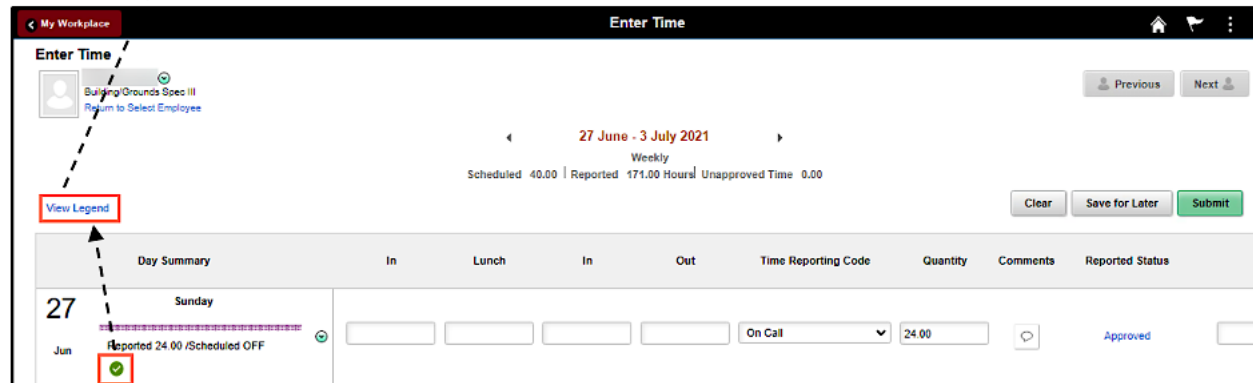 My Workplace
Enter Time
Enter Time
Building/Grounds Spec III
Return to Select Employee
Previous
Next
27 June - 3 July 2021
Weekly
Scheduled 40.00 | Reported 171.00 Hours| Unapproved Time 0.00
View Legend
Clear
Save for Later
Submit
Day Summary
In
Lunch
In
Out
Time Reporting Code
Quantity
Comments
Reported Status
27
Jun
Sunday
Reported 24.00 /Scheduled OFF
On Call
24.00
Approved